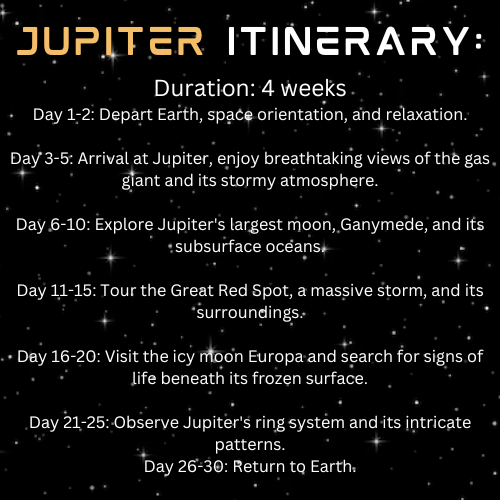 JUPITER ITINERARY:
Duration: 4 weeks
Day 1-2: Depart Earth, space orientation, and relaxation.
Day 3-5: Arrival at Jupiter, enjoy breathtaking views of the gas
giant and its stormy atmosphere.
Day 6-10: Explore Jupiter's largest moon, Ganymede, and its
subsurface oceans.
Day 11-15: Tour the Great Red Spot, a massive storm, and its
surroundings.
Day 16-20: Visit the icy moon Europa and search for signs of
life beneath its frozen surface.
Day 21-25: Observe Jupiter's ring system and its intricate
patterns.
Day 26-30: Return to Earth.